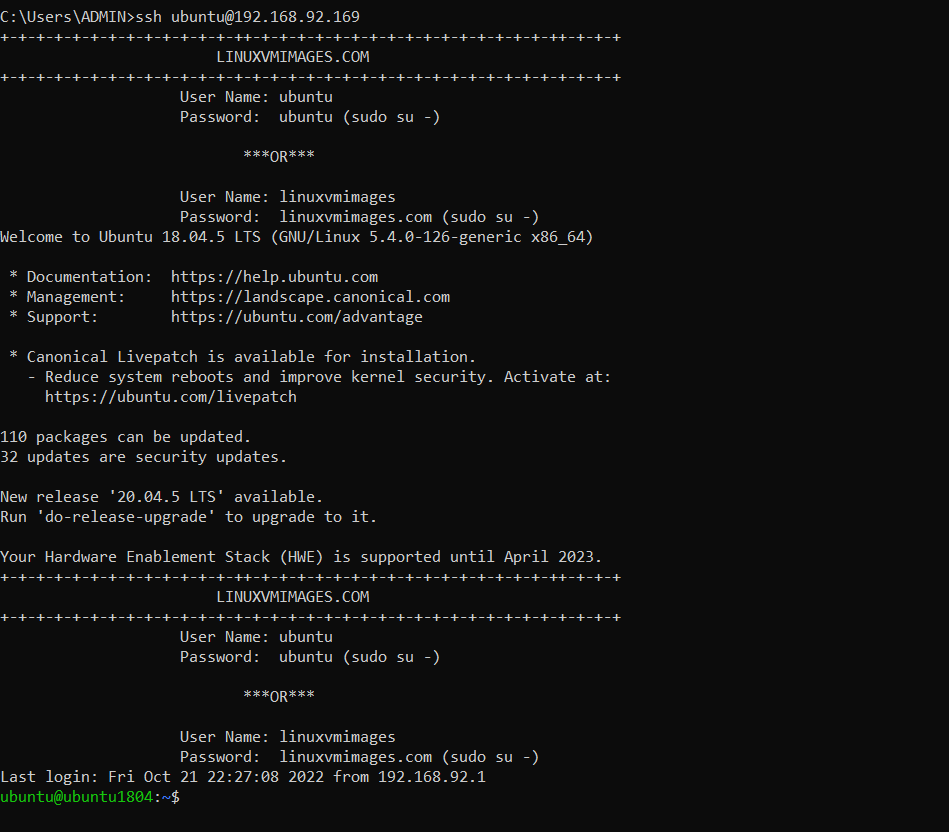 C:\Users\ADMIN>ssh ubuntu@192.168.92.169
+-+-+-+-+-+-+-+-+-+-+-+-+-++-+-+-+-+-+-+-+-+-+-+-+-+-+-+-+-+-+-++-+-+-+
LINUXVMIMAGES.COM
+-+-+-+-+-+-+-+-+-+-+-+-+-++-+-+-+-+-+-+-+-+-+-+-+-+-+-+-+-+-+-++-+-+-+
User Name: ubuntu
Password:  ubuntu (sudo su -)
***OR***
User Name: linuxvmimages
Password:  linuxvmimages.com (sudo su -)
Welcome to Ubuntu 18.04.5 LTS (GNU/Linux 5.4.0-126-generic x86_64)
* Documentation:  https://help.ubuntu.com
* Management:     https://landscape.canonical.com
* Support:        https://ubuntu.com/advantage
* Canonical Livepatch is available for installation.
- Reduce system reboots and improve kernel security. Activate at:
https://ubuntu.com/livepatch
110 packages can be updated.
32 updates are security updates.
New release '20.04.5 LTS' available.
Run 'do-release-upgrade' to upgrade to it.
Your Hardware Enablement Stack (HWE) is supported until April 2023.
+-+-+-+-+-+-+-+-+-+-+-+-+-++-+-+-+-+-+-+-+-+-+-+-+-+-+-+-+-+-+-++-+-+-+
LINUXVMIMAGES.COM
+-+-+-+-+-+-+-+-+-+-+-+-+-++-+-+-+-+-+-+-+-+-+-+-+-+-+-+-+-+-+-++-+-+-+
User Name: ubuntu
Password:  ubuntu (sudo su -)
***OR***
User Name: linuxvmimages
Password:  linuxvmimages.com (sudo su -)
Last login: Fri Oct 21 22:27:08 2022 from 192.168.92.1
ubuntu@ubuntu1804:~$